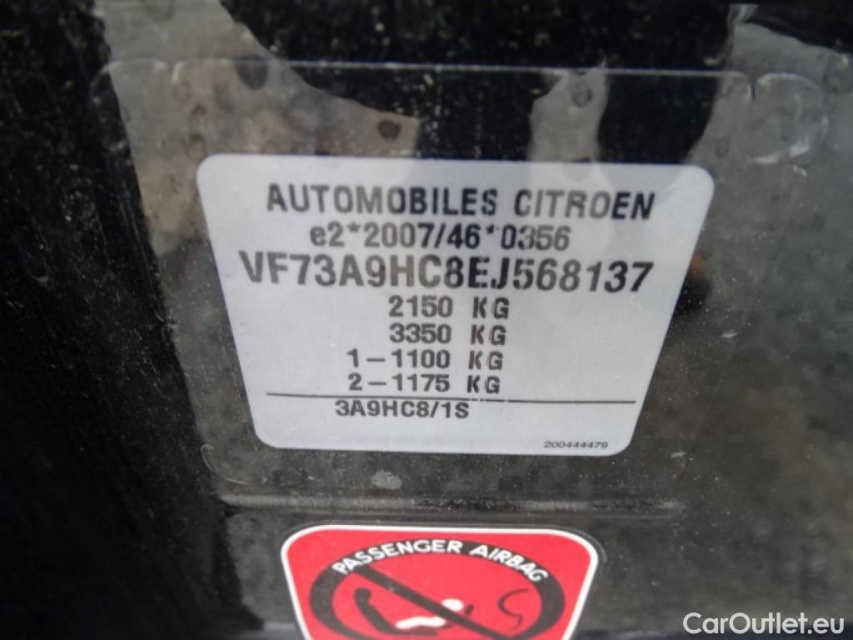 AUTOMOBILES CITROEN
e2*2007/46*0356
VF73A9HC8EJ568137
2150 KG
3350 KG
1-1100 KG
2-1175 KG
3A9HC8/1S
200444479
PASSENGER AIRBAG
CarOutlet.eu